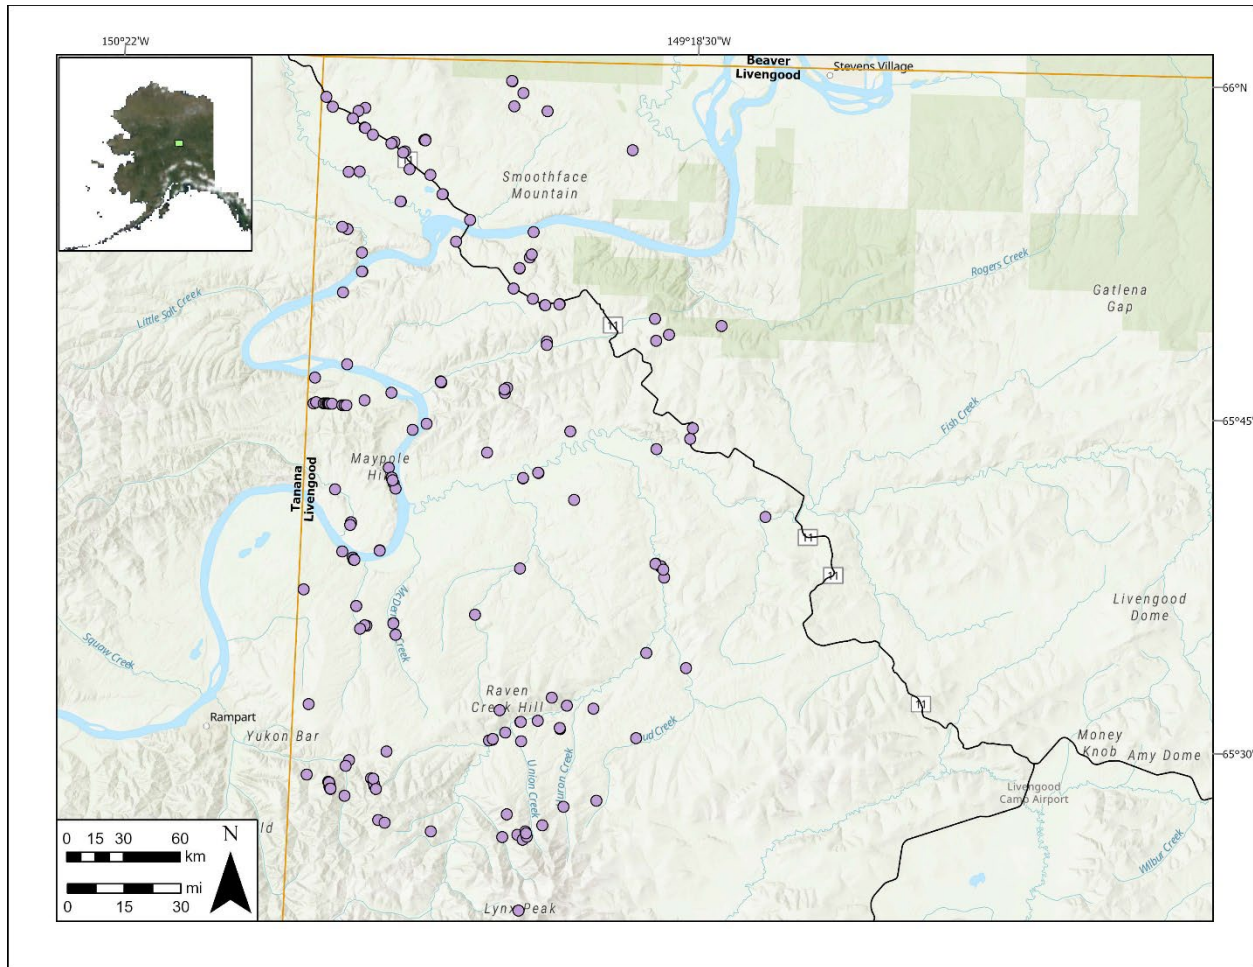 150°22'W
149°18'30"W
Beaver
Livengood
Stevens Village
66°N
11
Smoothface
Mountain
Rogers Creek
Gatlena
Gap
Little Salt Creek
11
Fish Creek
65°45'
Maypole
Tanana
Livengood
11
11
Livengood
Dome
Creek
Squaw Creek
Raven
Creek Hill
11
Rampart
Yukon Bar
Money
Knob
Amy Dome
65°30'
Union Creek
Huron Creek
Livengood
Camp Airport
ld
0 15 30 60
km
N
mi
0 15 30
Wilbur Creek
Lynx Peak